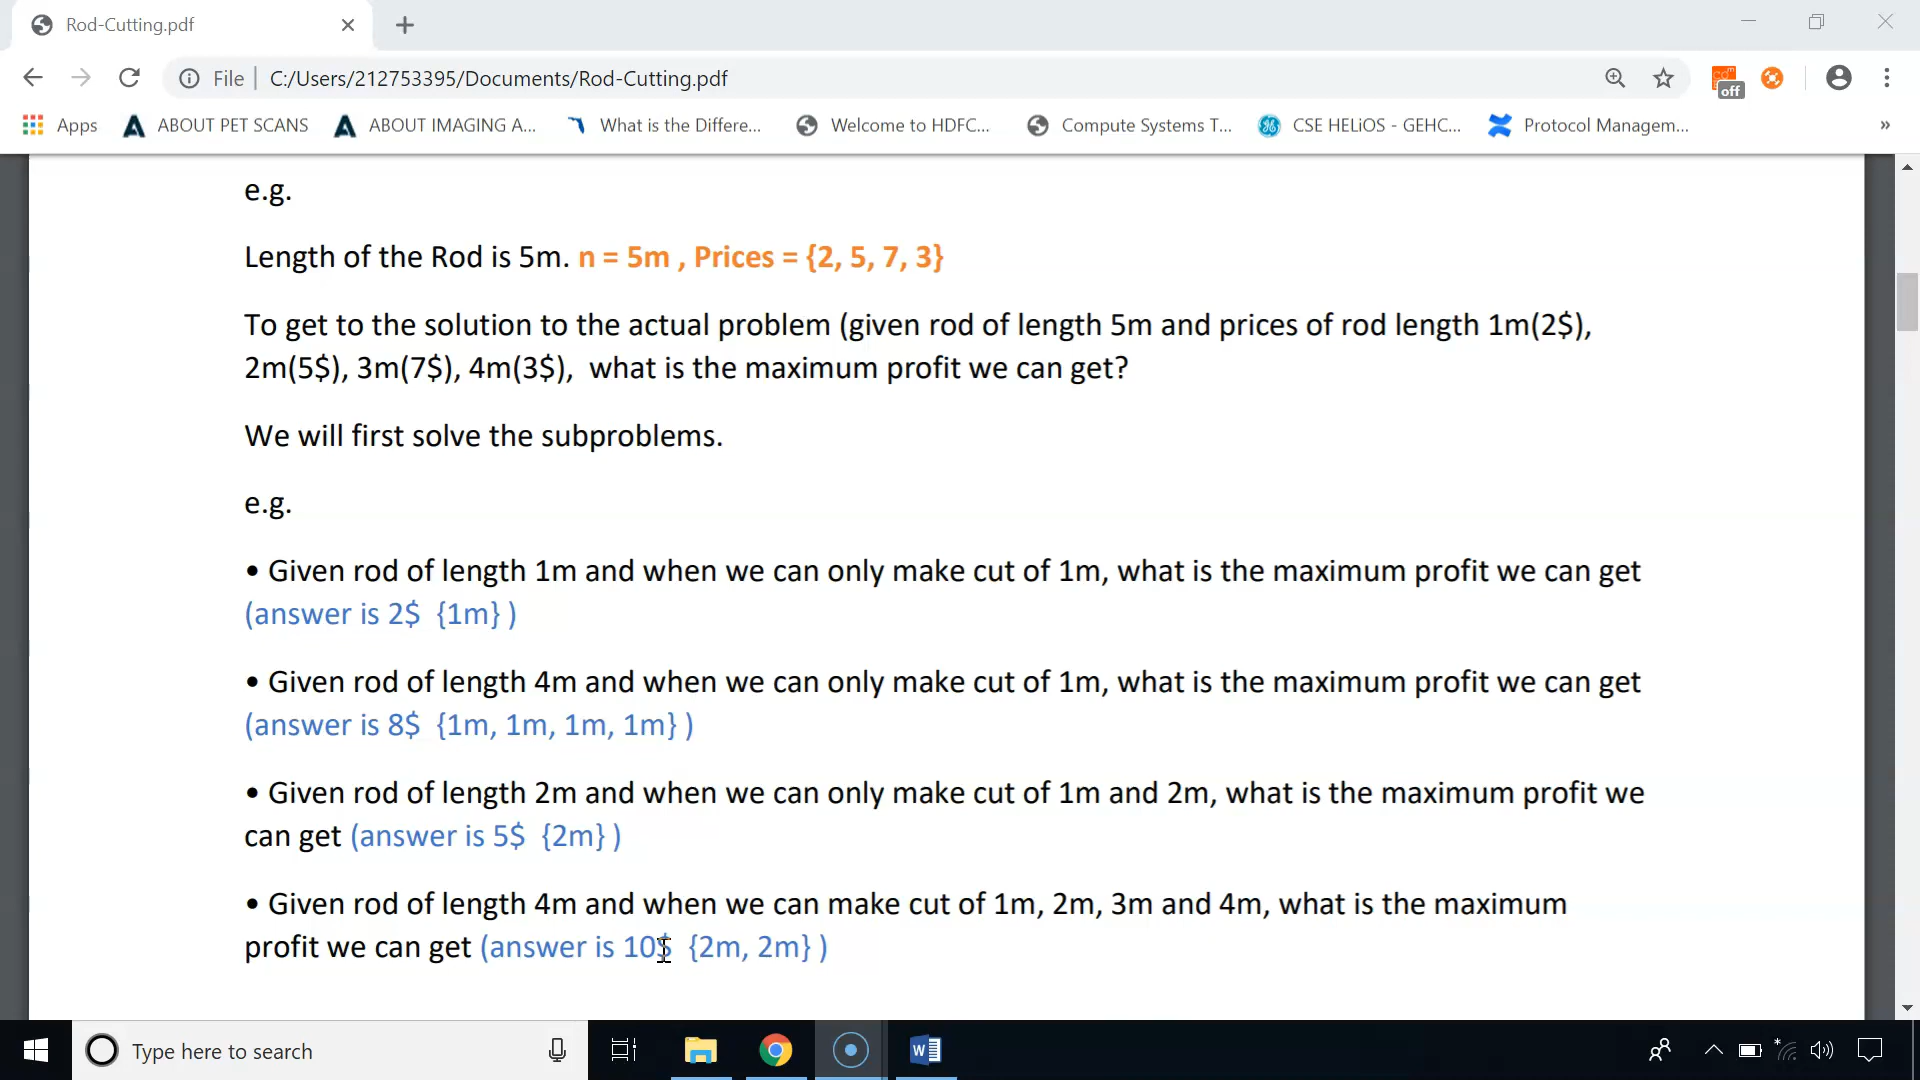 Rod-Cutting.pdf
File | C:/Users/212753395/Documents/Rod-Cutting.pdf
off
Apps ABOUT PET SCANS ABOUT IMAGING A... What is the Differe... Welcome to HDFC... Compute Systems T... CSE HELiOS - GEHC... Protocol Managem... »
e.g.
Length of the Rod is 5m. n = 5m , Prices = {2, 5, 7, 3}
To get to the solution to the actual problem (given rod of length 5m and prices of rod length 1m(2$),
2m(5$), 3m(7$), 4m(3$),  what is the maximum profit we can get?
We will first solve the subproblems.
e.g.
• Given rod of length 1m and when we can only make cut of 1m, what is the maximum profit we can get
(answer is 2$  {1m} )
• Given rod of length 4m and when we can only make cut of 1m, what is the maximum profit we can get
(answer is 8$  {1m, 1m, 1m, 1m} )
• Given rod of length 2m and when we can only make cut of 1m and 2m, what is the maximum profit we
can get (answer is 5$  {2m} )
• Given rod of length 4m and when we can make cut of 1m, 2m, 3m and 4m, what is the maximum
profit we can get (answer is 10$  {2m, 2m} )
Type here to search